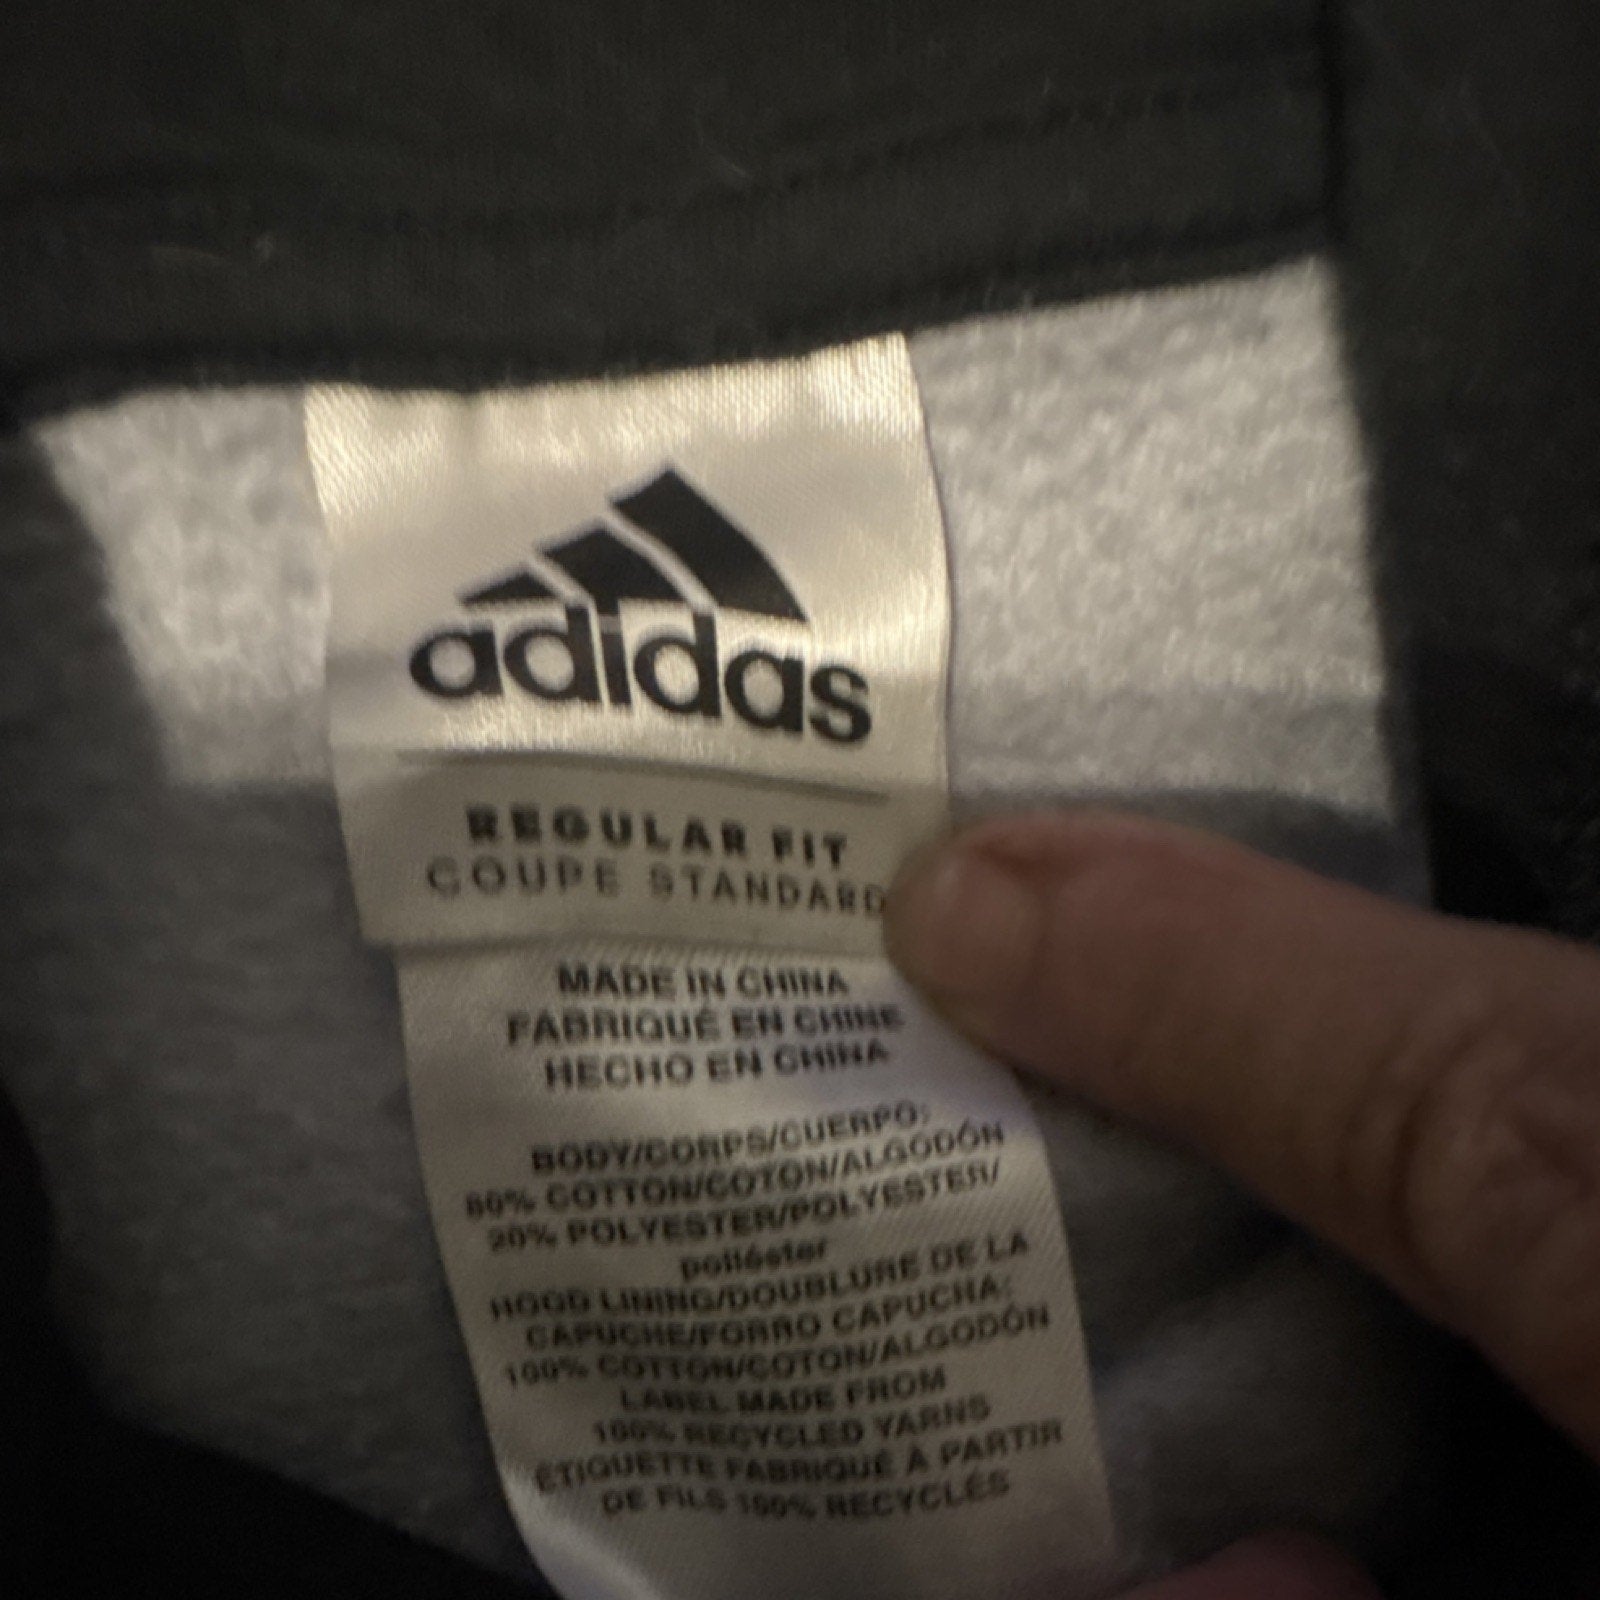 adidas
REGULAR FIT
COUPE STANDARD
MADE IN CHINA
FABRIQUÉ EN CHINE
HECHO EN CHINA
BODY/CORPS/CUERPO:
80% COTTON/COTON/ALGODÓN
20% POLYESTER/POLYESTER/
poliéster
HOOD LINING/DOUBLURE DE LA
CAPUCHE/FORRO CAPUCHA:
100% COTTON/COTON/ALGODÓN
LABEL MADE FROM
100% RECYCLED YARNS
ÉTIQUETTE FABRIQUÉ À PARTIR
DE FILS 100% RECYCLÉS